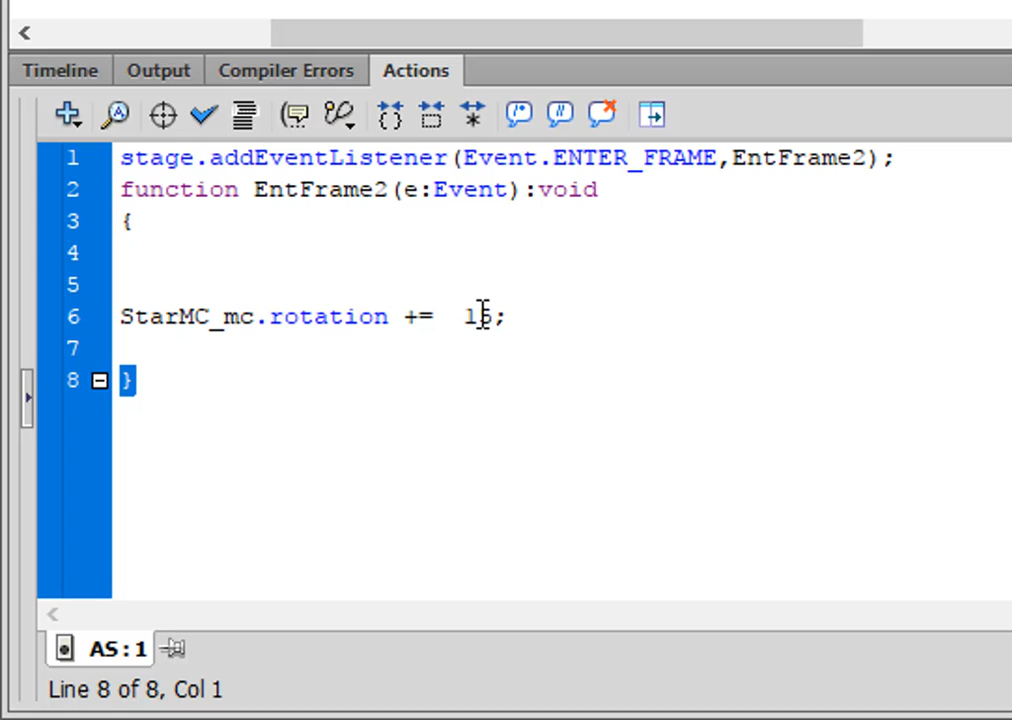 Timeline Output Compiler Errors Actions
1 stage.addEventListener(Event.ENTER_FRAME,EntFrame2);
2 function EntFrame2(e:Event):void
3 {
4
5
6 StarMC_mc.rotation += 15;
7
8 }
AS:1
Line 8 of 8, Col 1